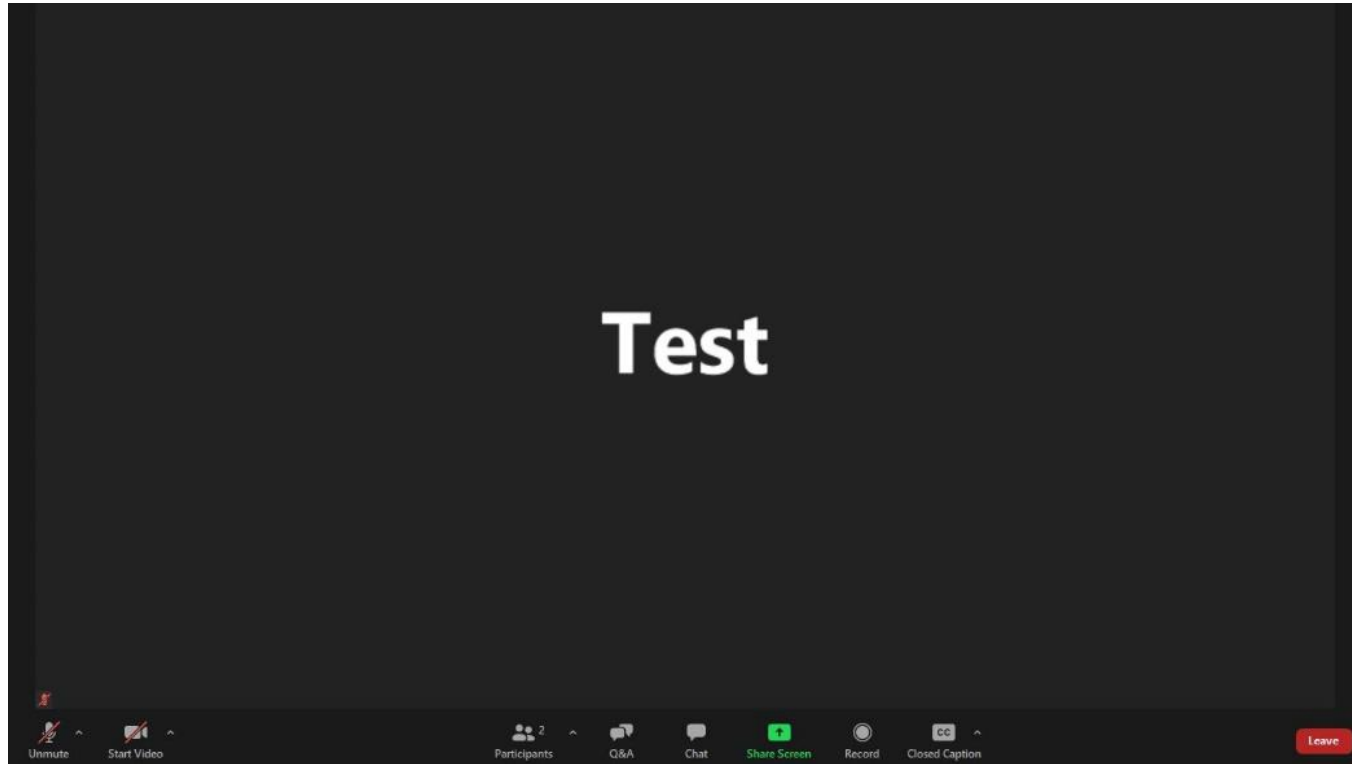 Test
2
Unmute
Start Video
Participants
Q&A
Chat
Share Screen
Record
CC
Closed Caption
Leave